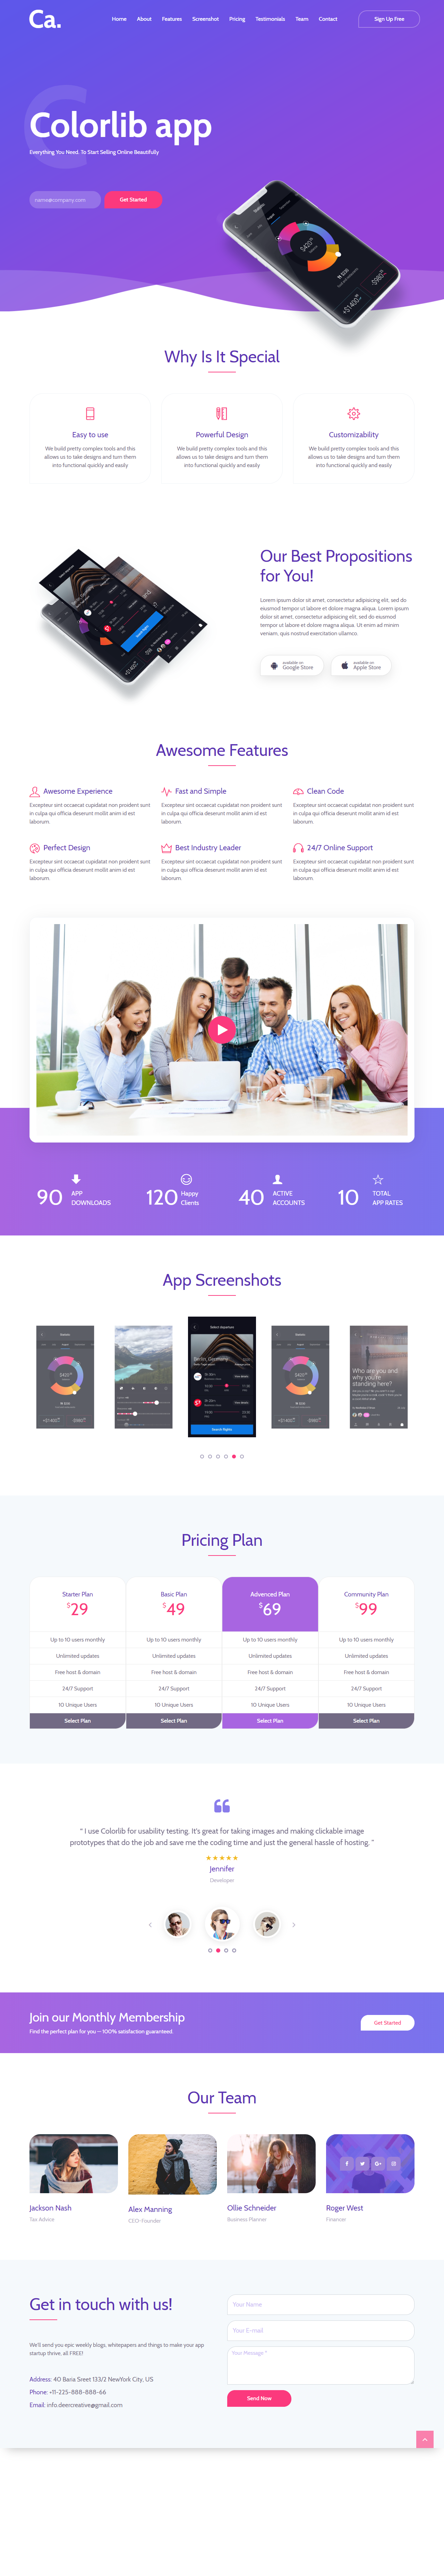 Ca.
Home About Features Screenshot Pricing Testimonials Team Contact
Sign Up Free
Colorlib app
Everything You Need, To Start Selling Online Beautifully
name@company.com
Get Started
Why Is It Special
Easy to use
We build pretty complex tools and this
allows us to take designs and turn them
into functional quickly and easily
Powerful Design
We build pretty complex tools and this
allows us to take designs and turn them
into functional quickly and easily
Customizability
We build pretty complex tools and this
allows us to take designs and turn them
into functional quickly and easily
Our Best Propositions
for You!
Lorem ipsum dolor sit amet, consectetur adipisicing elit, sed do
eiusmod tempor ut labore et dolore magna aliqua. Lorem ipsum
dolor sit amet, consectetur adipisicing elit, sed do eiusmod
tempor ut labore et dolore magna aliqua. Ut enim ad minim
veniam, quis nostrud exercitation ullamco.
available on
Google Store
available on
Apple Store
Awesome Features
Awesome Experience
Excepteur sint occaecat cupidatat non proident sunt
in culpa qui officia deserunt mollit anim id est
laborum.
Fast and Simple
Excepteur sint occaecat cupidatat non proident sunt
in culpa qui officia deserunt mollit anim id est
laborum.
Clean Code
Excepteur sint occaecat cupidatat non proident sunt
in culpa qui officia deserunt mollit anim id est
laborum.
Perfect Design
Excepteur sint occaecat cupidatat non proident sunt
in culpa qui officia deserunt mollit anim id est
laborum.
Best Industry Leader
Excepteur sint occaecat cupidatat non proident sunt
in culpa qui officia deserunt mollit anim id est
laborum.
24/7 Online Support
Excepteur sint occaecat cupidatat non proident sunt
in culpa qui officia deserunt mollit anim id est
laborum.
90 APP
DOWNLOADS
120 Happy
Clients
40 ACTIVE
ACCOUNTS
10 TOTAL
APP RATES
App Screenshots
Berlin, Germany
Who are you and
why you're
standing here?
Pricing Plan
Starter Plan
$29
Up to 10 users monthly
Unlimited updates
Free host & domain
24/7 Support
10 Unique Users
Select Plan
Basic Plan
$49
Up to 10 users monthly
Unlimited updates
Free host & domain
24/7 Support
10 Unique Users
Select Plan
Advenced Plan
$69
Up to 10 users monthly
Unlimited updates
Free host & domain
24/7 Support
10 Unique Users
Select Plan
Community Plan
$99
Up to 10 users monthly
Unlimited updates
Free host & domain
24/7 Support
10 Unique Users
Select Plan
" I use Colorlib for usability testing. It's great for taking images and making clickable image
prototypes that do the job and save me the coding time and just the general hassle of hosting. "
Jennifer
Developer
Join our Monthly Membership
Find the perfect plan for you — 100% satisfaction guaranteed.
Get Started
Our Team
Jackson Nash
Tax Advice
Alex Manning
CEO-Founder
Ollie Schneider
Business Planner
Roger West
Financer
Get in touch with us!
We'll send you epic weekly blogs, whitepapers and things to make your app
startup thrive, all FREE!
Address: 40 Baria Sreet 133/2 NewYork City, US
Phone: +11-225-888-888-66
Email: info.deercreative@gmail.com
Your Name
Your E-mail
Your Message *
Send Now